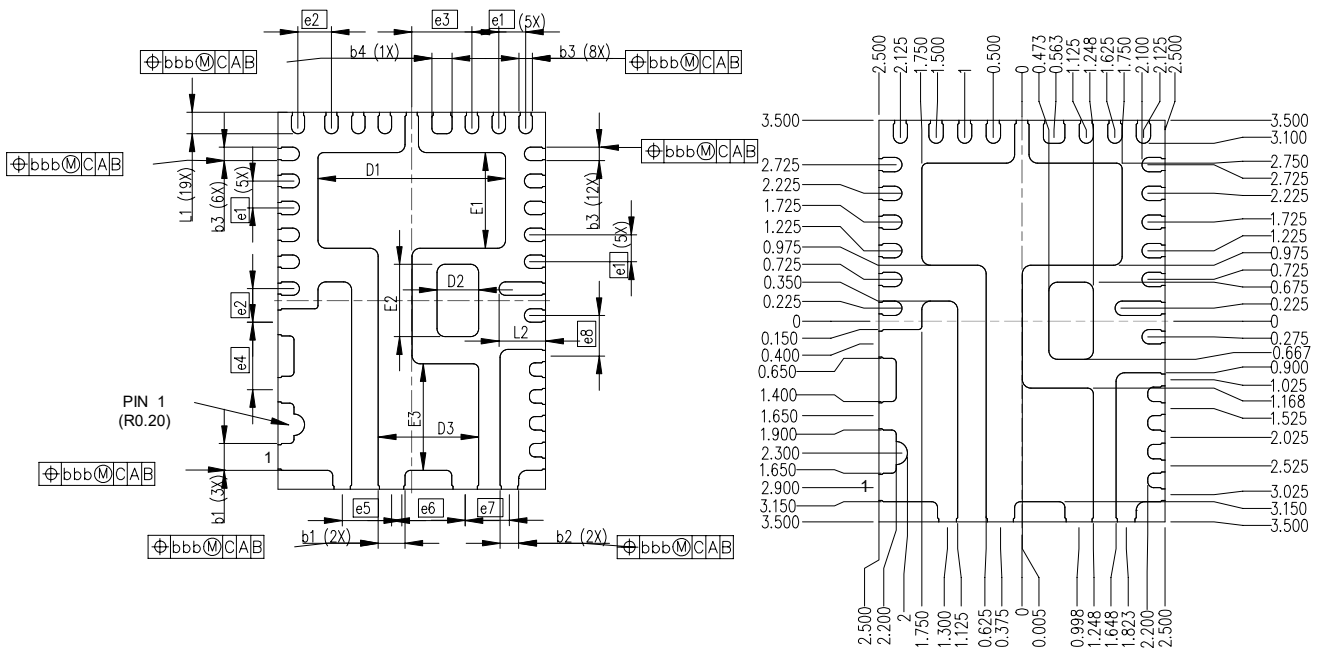 e2
e3
e1 (5X)
b4 (1X)
b3 (8X)
⌖ bbb Ⓜ C A B
⌖ bbb Ⓜ C A B
⌖ bbb Ⓜ C A B
⌖ bbb Ⓜ C A B
L1 (19X)
b3 (6X)
e1 (5X)
D1
E1
b3 (12X)
e1 (5X)
D2
E2
e2
L2
e8
e4
PIN 1
(R0.20)
E3
D3
1
⌖ bbb Ⓜ C A B
b1 (3X)
e5
e6
e7
b1 (2X)
b2 (2X)
⌖ bbb Ⓜ C A B
⌖ bbb Ⓜ C A B
2.500
2.125
1.750
1.500
1
0.500
0
0.473
0.563
1.125
1.248
1.625
1.750
2.100
2.125
2.500
3.500
2.725
2.225
1.725
1.225
0.975
0.725
0.350
0.225
0
0.150
0.400
0.650
1.400
1.650
1.900
2.300
1.650
2.900
3.150
3.500
1
3.500
3.100
2.750
2.725
2.225
1.725
1.225
0.975
0.725
0.675
0.225
0
0.275
0.667
0.900
1.025
1.168
1.525
2.025
2.525
3.025
3.150
3.500
2.500
2.200
2
1.750
1.300
1.125
0.625
0.375
0
0.005
0.998
1.248
1.648
1.823
2.200
2.500